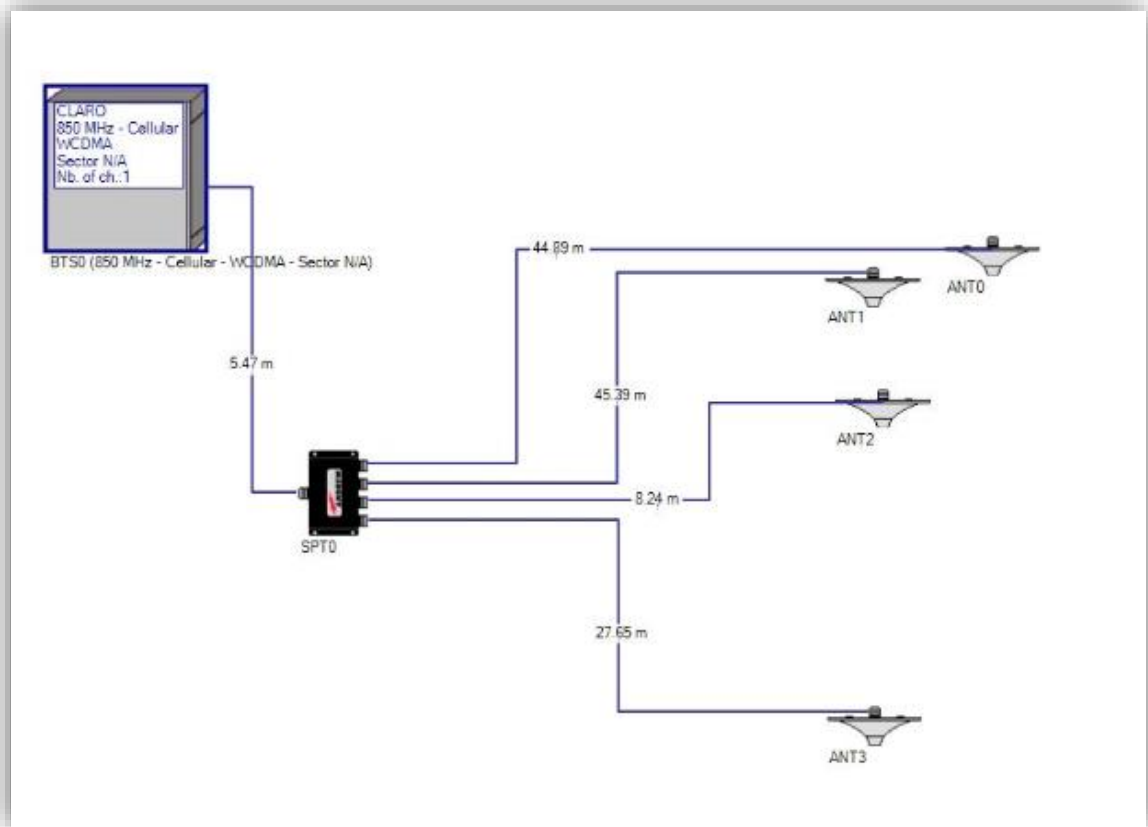 CLARO
850 MHz - Cellular
WCDMA
Sector N/A
Nb. of ch.:1
BTS0 (850 MHz - Cellular - WCDMA - Sector N/A)
44.89 m
ANT0
ANT1
5.47 m
45.39 m
ANT2
8.24 m
SPT0
27.65 m
ANT3